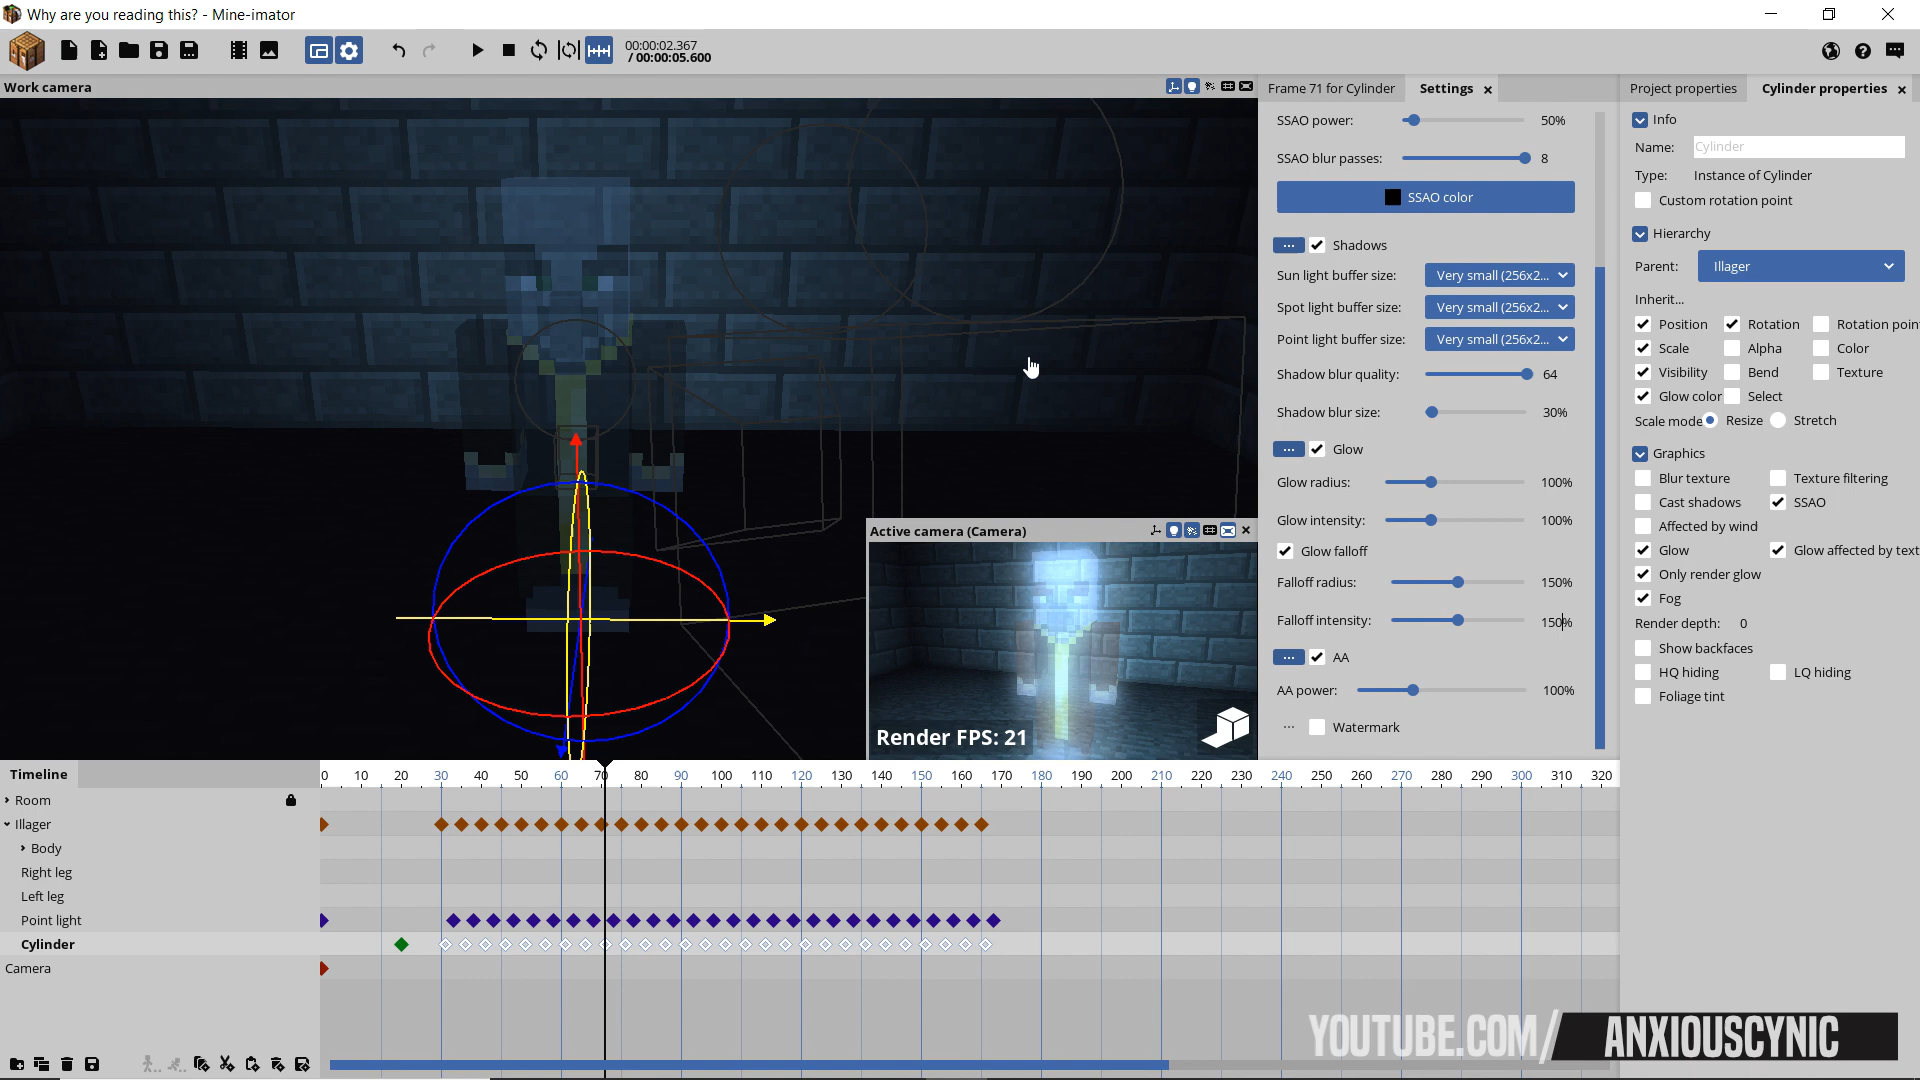 Why are you reading this? - Mine-imator
00:00:02.367
/ 00:00:05.600
Work camera
Frame 71 for Cylinder
Settings
Project properties
Cylinder properties
SSAO power: 50%
SSAO blur passes: 8
SSAO color
Shadows
Sun light buffer size: Very small (256x2...
Spot light buffer size: Very small (256x2...
Point light buffer size: Very small (256x2...
Shadow blur quality: 64
Shadow blur size: 30%
Glow
Glow radius: 100%
Glow intensity: 100%
Glow falloff
Falloff radius: 150%
Falloff intensity: 150%
AA
AA power: 100%
Watermark
Info
Name: Cylinder
Type: Instance of Cylinder
Custom rotation point
Hierarchy
Parent: Illager
Inherit...
Position Rotation Rotation poin
Scale Alpha Color
Visibility Bend Texture
Glow color Select
Scale mode Resize Stretch
Graphics
Blur texture Texture filtering
Cast shadows SSAO
Affected by wind
Glow Glow affected by text
Only render glow
Fog
Render depth: 0
Show backfaces
HQ hiding LQ hiding
Foliage tint
Active camera (Camera)
Render FPS: 21
Timeline
0 10 20 30 40 50 60 70 80 90 100 110 120 130 140 150 160 170 180 190 200 210 220 230 240 250 260 270 280 290 300 310 320
Room
Illager
Body
Right leg
Left leg
Point light
Cylinder
Camera
YOUTUBE.COM/ ANXIOUSCYNIC